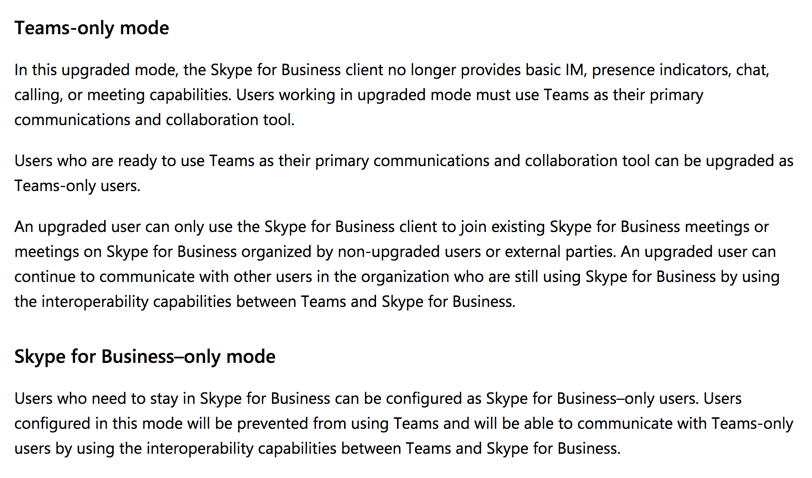 Teams-only mode
In this upgraded mode, the Skype for Business client no longer provides basic IM, presence indicators, chat,
calling, or meeting capabilities. Users working in upgraded mode must use Teams as their primary
communications and collaboration tool.
Users who are ready to use Teams as their primary communications and collaboration tool can be upgraded as
Teams-only users.
An upgraded user can only use the Skype for Business client to join existing Skype for Business meetings or
meetings on Skype for Business organized by non-upgraded users or external parties. An upgraded user can
continue to communicate with other users in the organization who are still using Skype for Business by using
the interoperability capabilities between Teams and Skype for Business.
Skype for Business–only mode
Users who need to stay in Skype for Business can be configured as Skype for Business–only users. Users
configured in this mode will be prevented from using Teams and will be able to communicate with Teams-only
users by using the interoperability capabilities between Teams and Skype for Business.